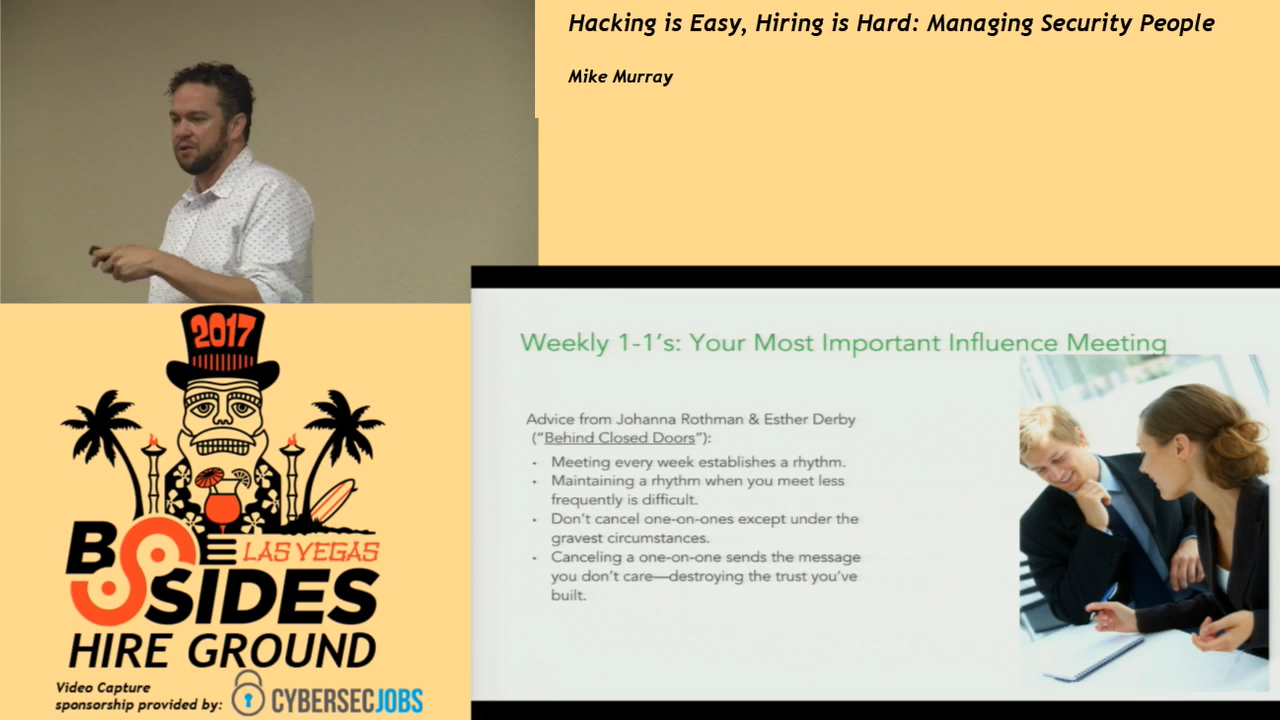 Hacking is Easy, Hiring is Hard: Managing Security People
Mike Murray
Weekly 1-1's: Your Most Important Influence Meeting
Advice from Johanna Rothman & Esther Derby
("Behind Closed Doors"):
• Meeting every week establishes a rhythm.
• Maintaining a rhythm when you meet less
frequently is difficult.
• Don't cancel one-on-ones except under the
gravest circumstances.
• Canceling a one-on-one sends the message
you don't care—destroying the trust you've
built.
2017
BSIDES
LAS VEGAS
HIRE GROUND
Video Capture
sponsorship provided by:
CYBERSECJOBS